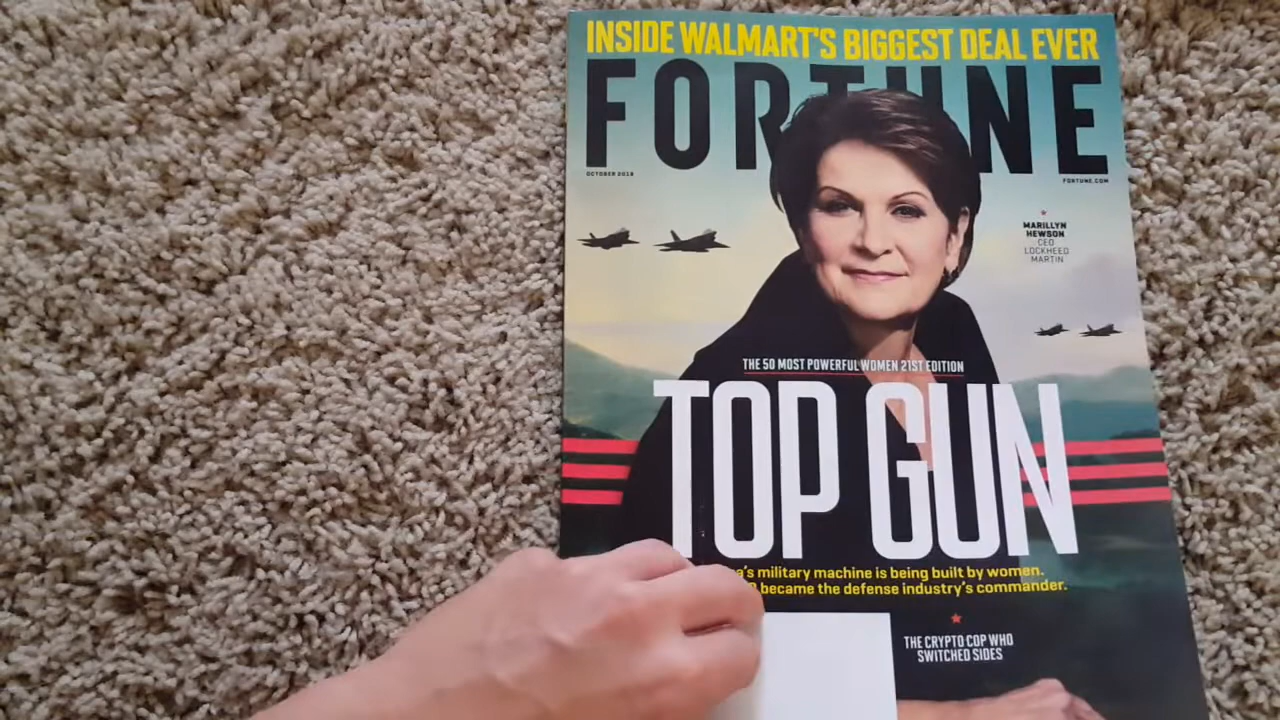 INSIDE WALMART'S BIGGEST DEAL EVER
FORTUNE
OCTOBER 2018
FORTUNE.COM
MARILLYN
HEWSON
CEO
LOCKHEED
MARTIN
THE 50 MOST POWERFUL WOMEN 21ST EDITION
TOP GUN
military machine is being built by women.
became the defense industry's commander.
THE CRYPTO COP WHO
SWITCHED SIDES